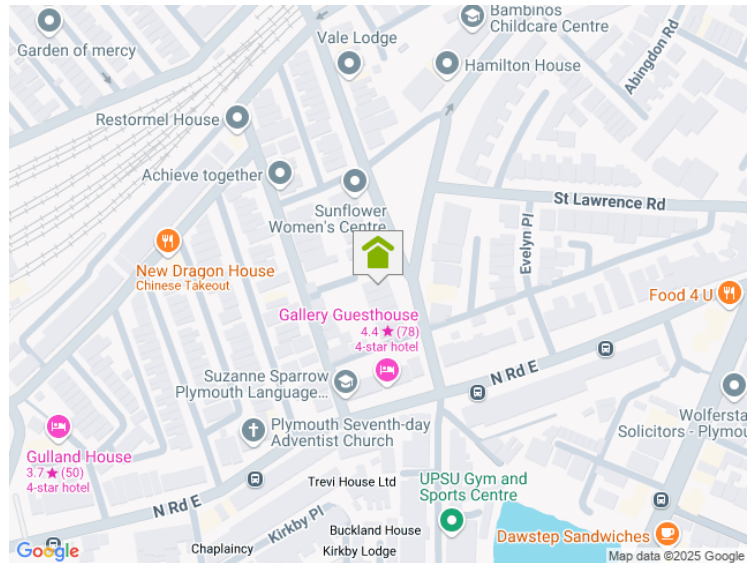 Bambinos
Childcare Centre
Garden of mercy
Vale Lodge
Hamilton House
Abingdon Rd
Restormel House
Achieve together
St Lawrence Rd
Sunflower
Women's Centre
Evelyn Pl
New Dragon House
Chinese Takeout
Food 4 U
Gallery Guesthouse
4.4 ★ (78)
4-star hotel
N Rd E
Suzanne Sparrow
Plymouth Language...
Wolfersta
Solicitors - Plymou
Plymouth Seventh-day
Adventist Church
Gulland House
3.7 ★ (50)
4-star hotel
Trevi House Ltd
UPSU Gym and
Sports Centre
N Rd E
Kirkby Pl
Buckland House
Dawstep Sandwiches
Chaplaincy
Kirkby Lodge
Google
Map data ©2025 Google